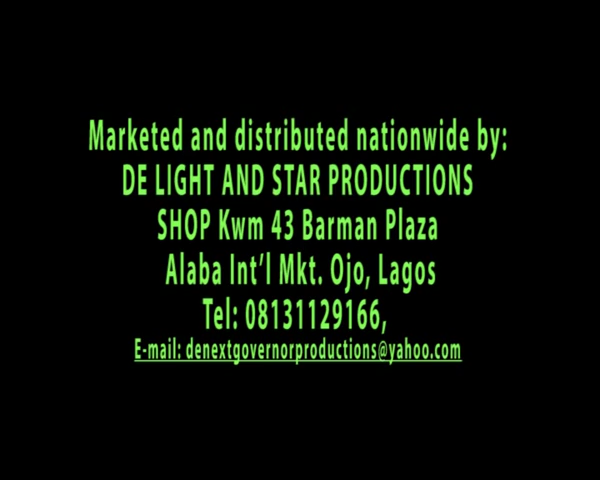 Marketed and distributed nationwide by:
DE LIGHT AND STAR PRODUCTIONS
SHOP Kwm 43 Barman Plaza
Alaba Int'l Mkt. Ojo, Lagos
Tel: 08131129166,
E-mail: denextgovernorproductions@yahoo.com